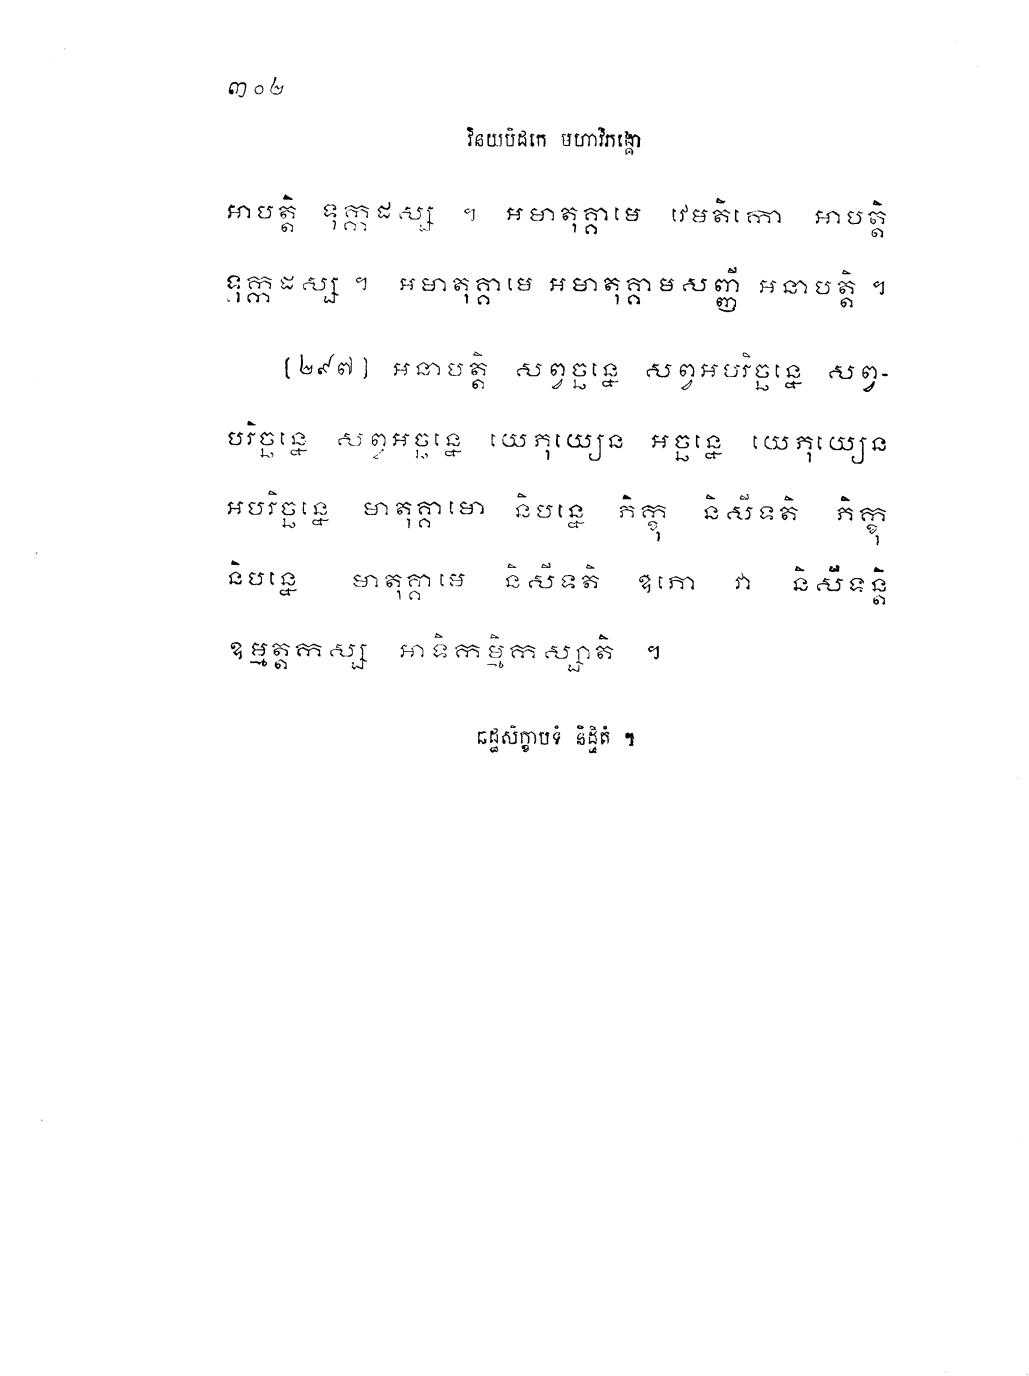 ៣០២
វិនយបិដកេ មហាវិភង្គោ
អាបត្តិ ទុក្កដស្ស ។ អមាតុគ្គាមេ វេមតិកោ អាបត្តិ
ទុក្កដស្ស ។ អមាតុគ្គាមេ អមាតុគ្គាមសញ្ញី អនាបត្តិ ។
(២៩៧) អនាបត្តិ សព្វច្ឆន្នេ សព្វអបរិច្ឆន្នេ សព្វ-
បរិច្ឆន្នេ សព្វអច្ឆន្នេ យេភុយ្យេន អច្ឆន្នេ យេភុយ្យេន
អបរិច្ឆន្នេ មាតុគ្គាមោ និបន្នេ ភិក្ខុ និសីទតិ ភិក្ខុ
និបន្នេ មាតុគ្គាមេ និសីទតិ ឧភោ វា និសីទន្តិ
ឧម្មត្តកស្ស អាទិកម្មិកស្សាតិ ។
ឆដ្ឋសិក្ខាបទំ និដ្ឋិតំ ។